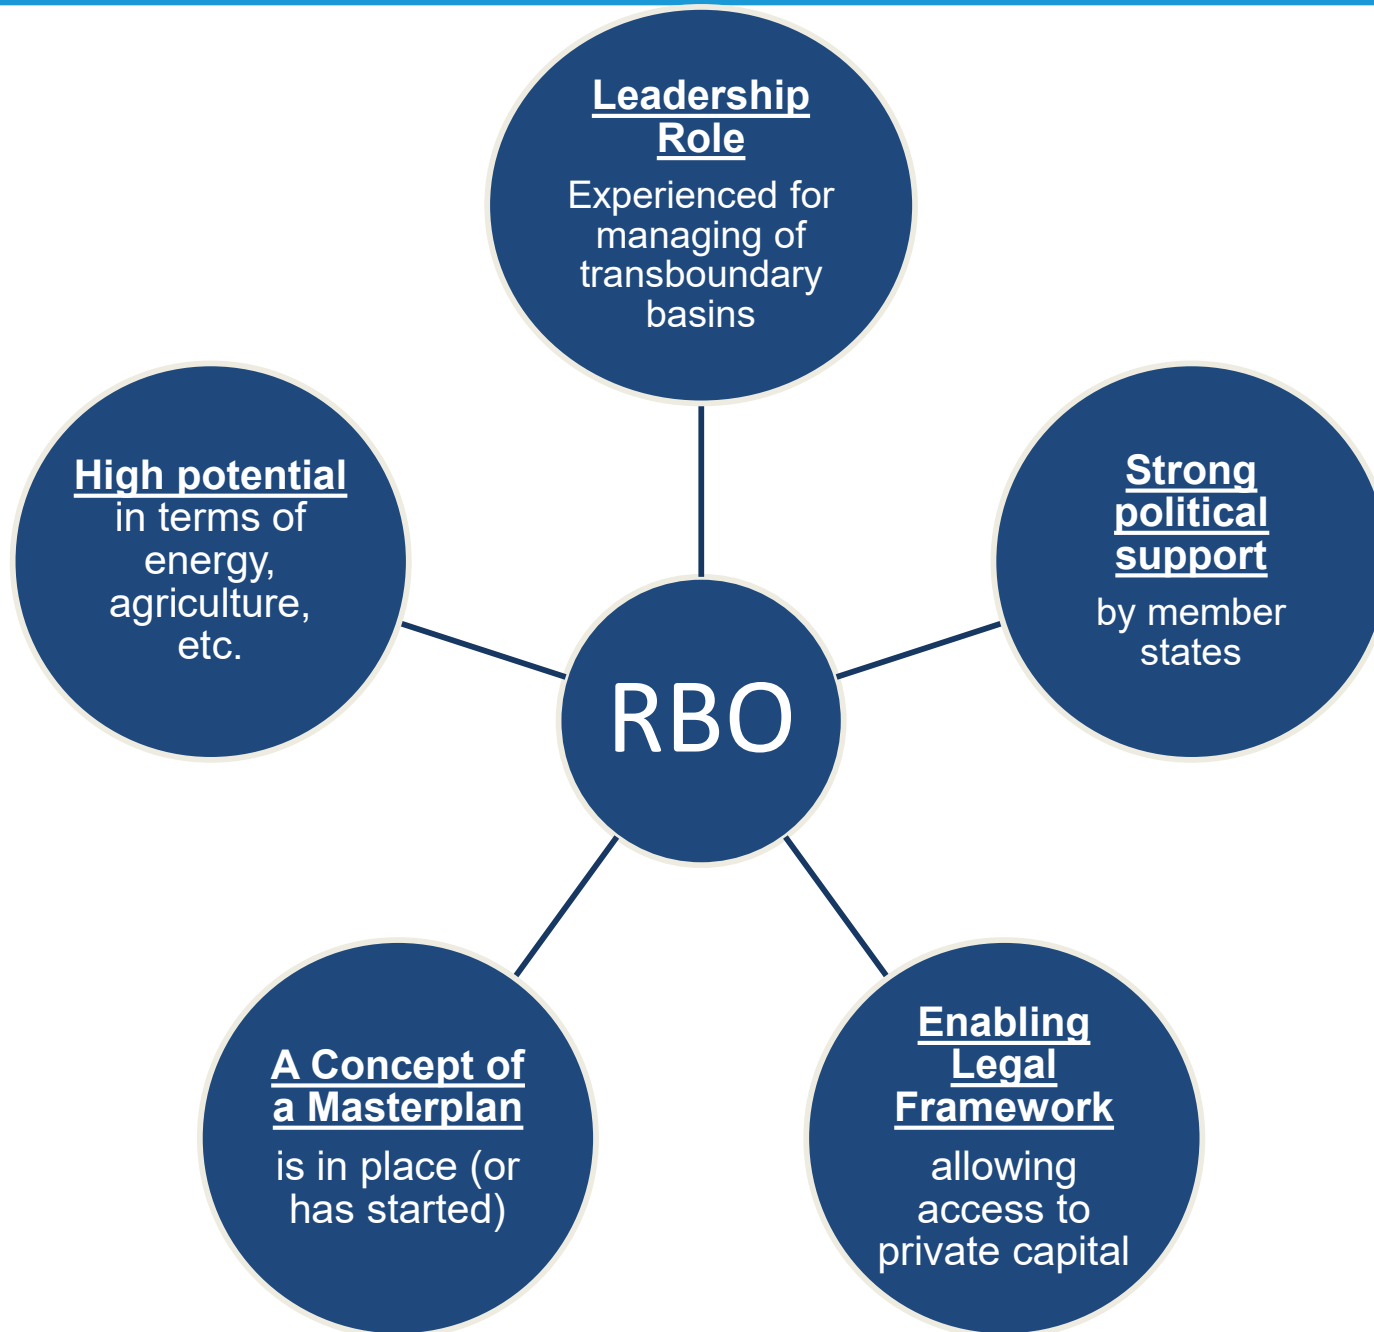 Leadership
Role
Experienced for
managing of
transboundary
basins
High potential
in terms of
energy,
agriculture,
etc.
Strong
political
support
by member
states
RBO
A Concept of
a Masterplan
is in place (or
has started)
Enabling
Legal
Framework
allowing
access to
private capital